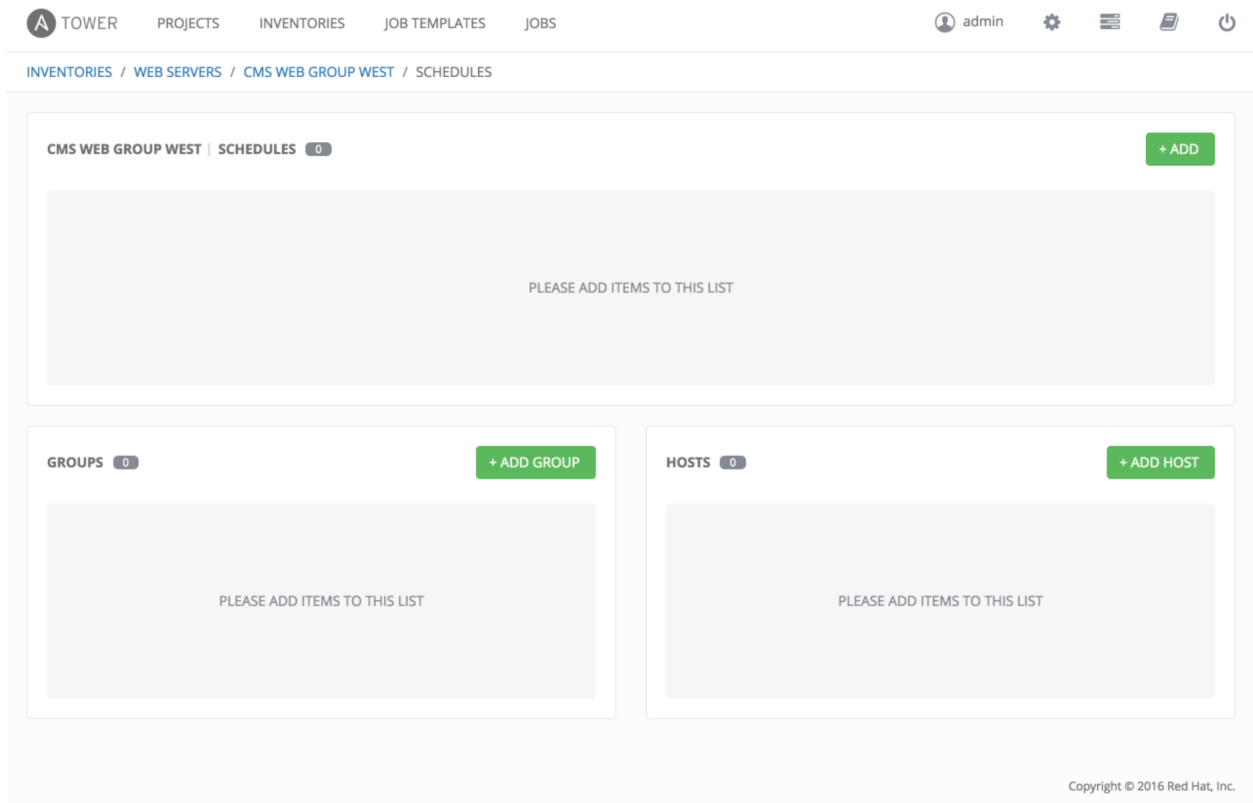 A TOWER PROJECTS INVENTORIES JOB TEMPLATES JOBS admin
INVENTORIES / WEB SERVERS / CMS WEB GROUP WEST / SCHEDULES
CMS WEB GROUP WEST | SCHEDULES 0 + ADD
PLEASE ADD ITEMS TO THIS LIST
GROUPS 0 + ADD GROUP
PLEASE ADD ITEMS TO THIS LIST
HOSTS 0 + ADD HOST
PLEASE ADD ITEMS TO THIS LIST
Copyright © 2016 Red Hat, Inc.